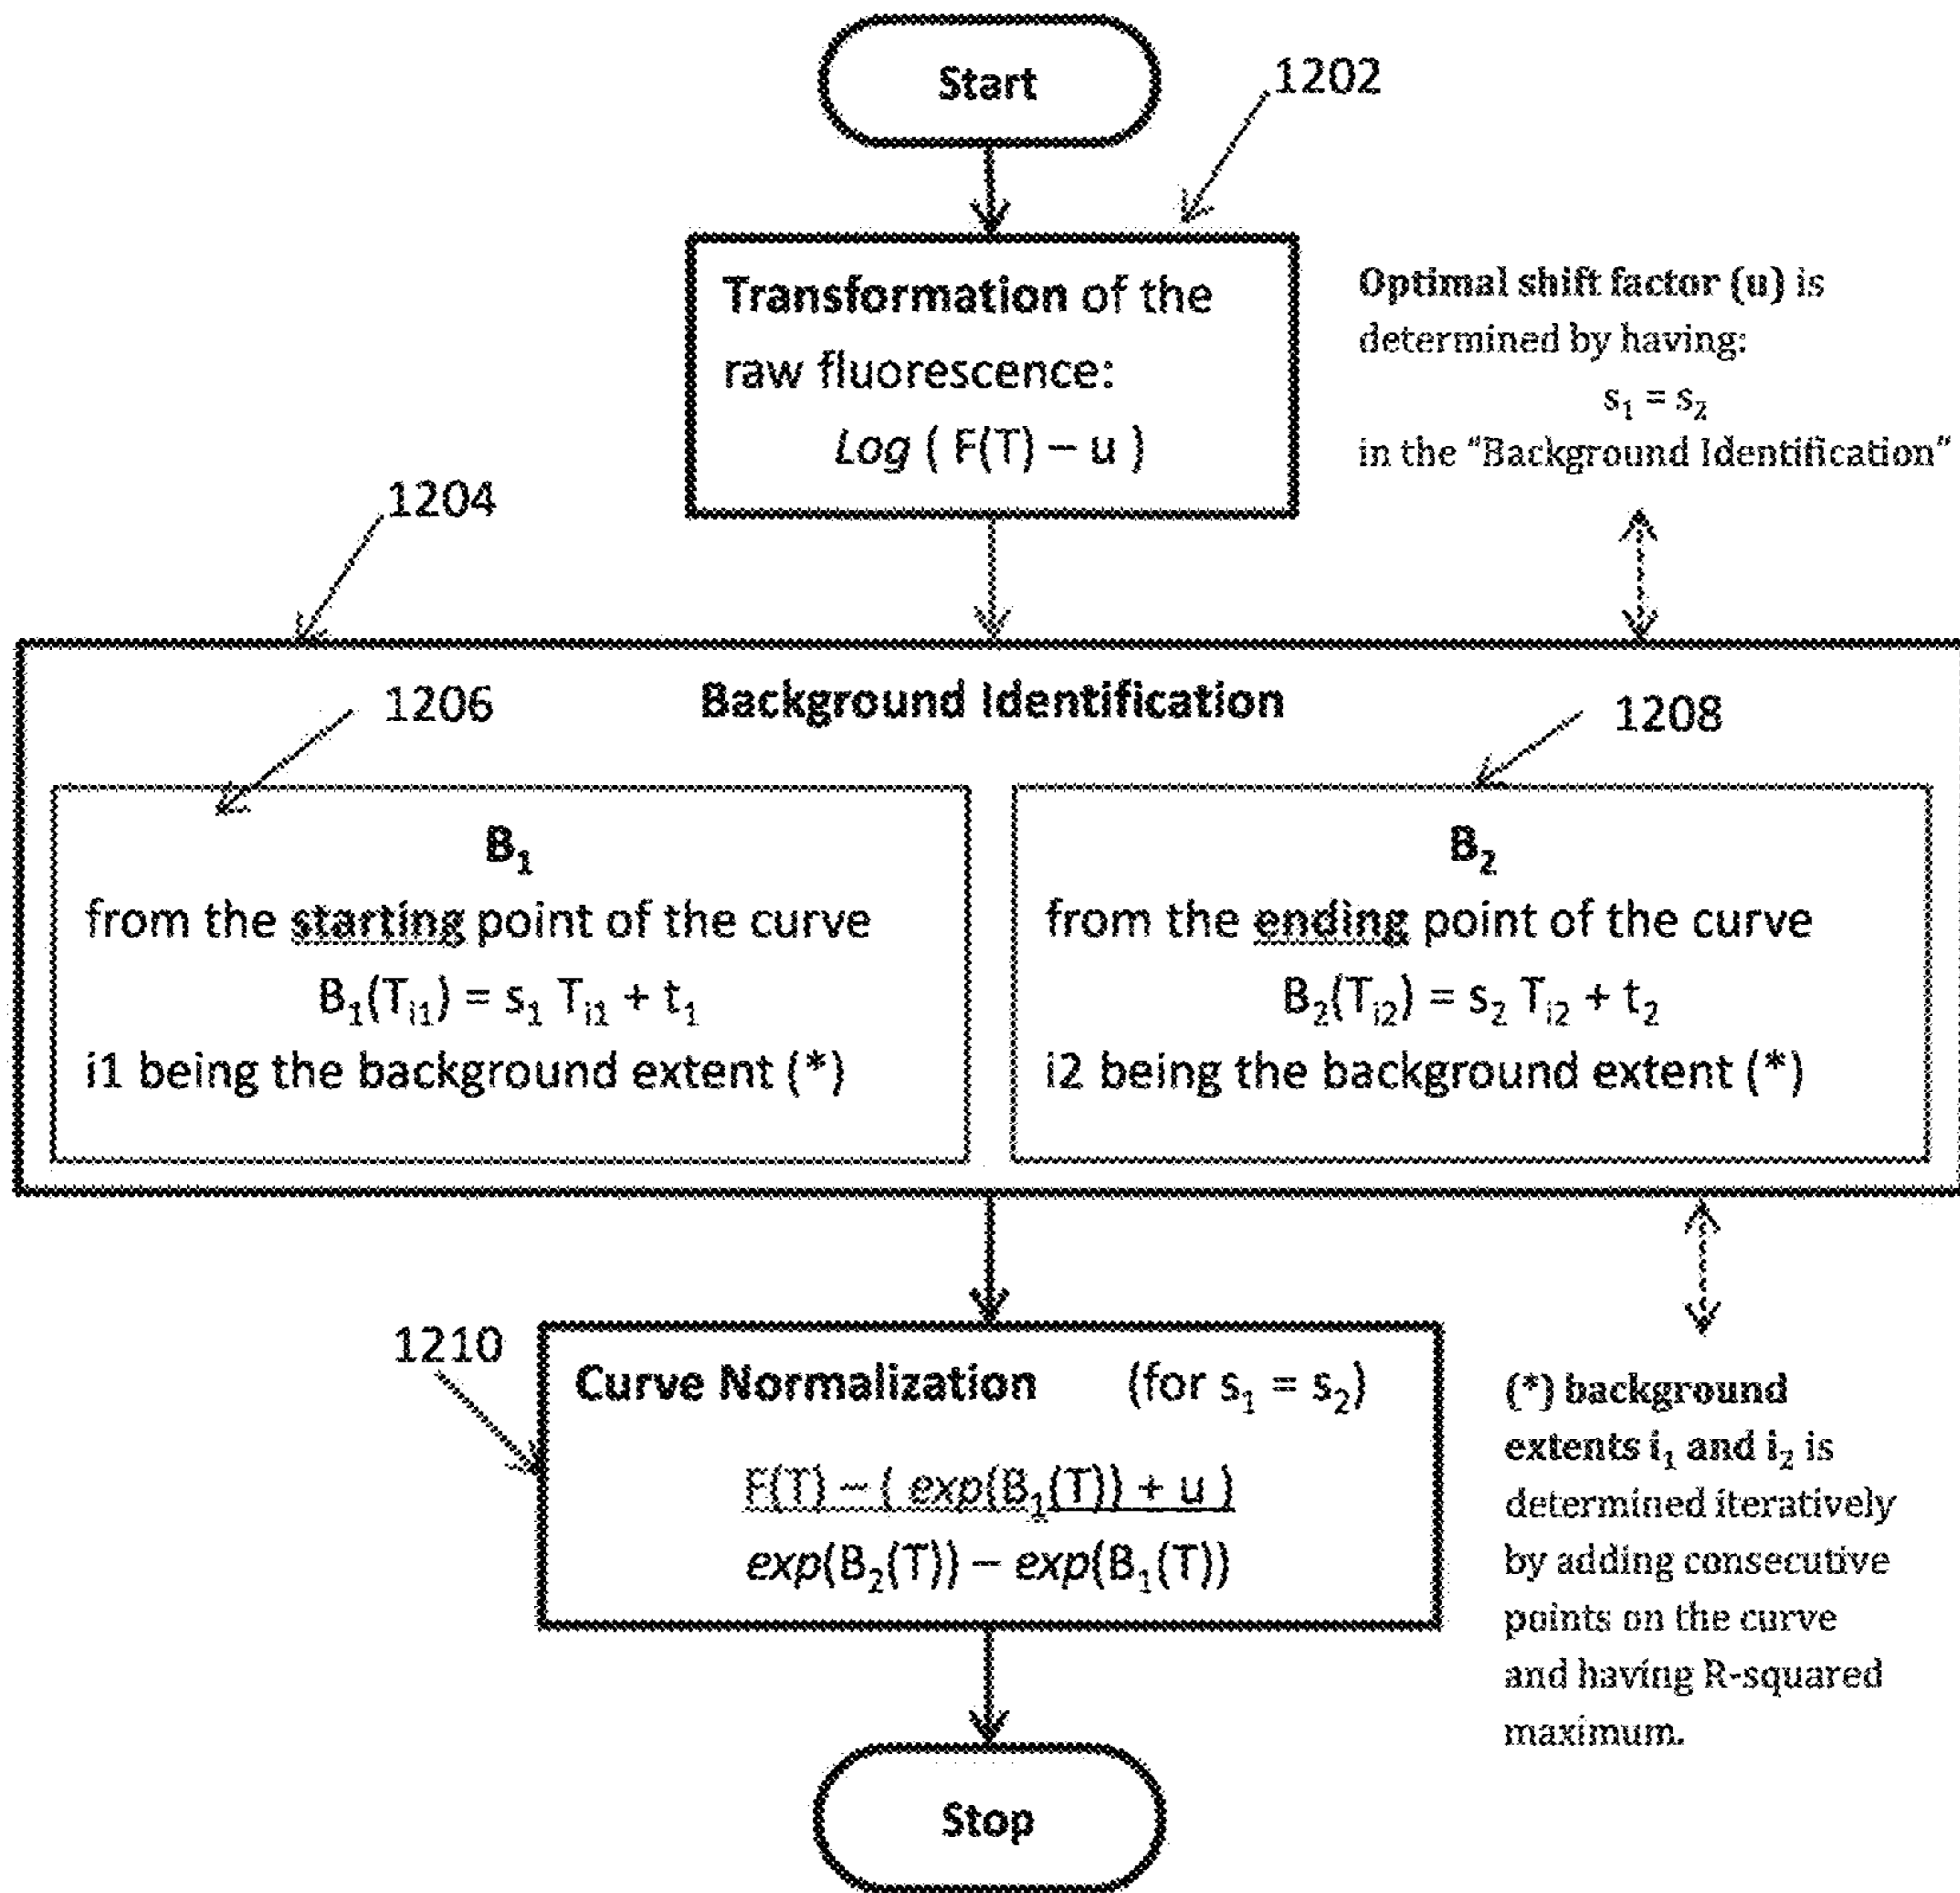 Start
1202
Transformation of the
raw fluorescence:
Log ( F(T) – u )
Optimal shift factor (u) is
determined by having:
s₁ = s₂
in the “Background Identification”
1204
Background Identification
1206
1208
B₁
from the starting point of the curve
B₁(Tᵢ₁) = s₁ Tᵢ₁ + t₁
i1 being the background extent (*)
B₂
from the ending point of the curve
B₂(Tᵢ₂) = s₂ Tᵢ₂ + t₂
i2 being the background extent (*)
1210
Curve Normalization (for s₁ = s₂)
F(T) – ( exp(B₁(T)) + u )
exp(B₂(T)) – exp(B₁(T))
(*) background
extents i₁ and i₂ is
determined iteratively
by adding consecutive
points on the curve
and having R-squared
maximum.
Stop